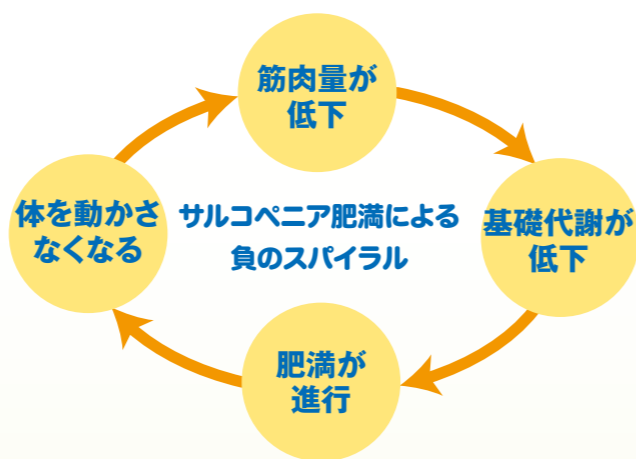 筋肉量が
低下
体を動かさ
なくなる
サルコペニア肥満による
負のスパイラル
基礎代謝が
低下
肥満が
進行